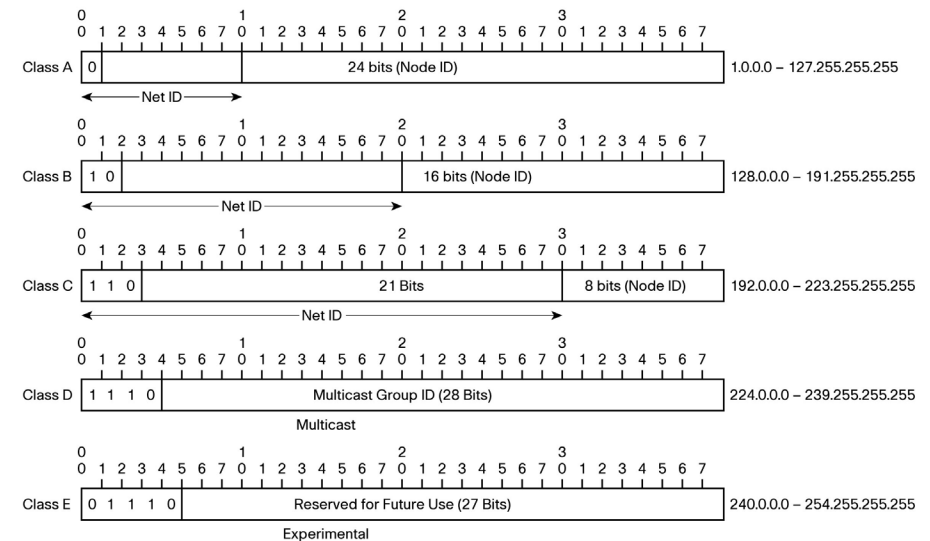 0 1 2 3
0 1 2 3 4 5 6 7 0 1 2 3 4 5 6 7 0 1 2 3 4 5 6 7 0 1 2 3 4 5 6 7
Class A 0 24 bits (Node ID) 1.0.0.0 – 127.255.255.255
Net ID
0 1 2 3
0 1 2 3 4 5 6 7 0 1 2 3 4 5 6 7 0 1 2 3 4 5 6 7 0 1 2 3 4 5 6 7
Class B 1 0 16 bits (Node ID) 128.0.0.0 – 191.255.255.255
Net ID
0 1 2 3
0 1 2 3 4 5 6 7 0 1 2 3 4 5 6 7 0 1 2 3 4 5 6 7 0 1 2 3 4 5 6 7
Class C 1 1 0 21 Bits 8 bits (Node ID) 192.0.0.0 – 223.255.255.255
Net ID
0 1 2 3
0 1 2 3 4 5 6 7 0 1 2 3 4 5 6 7 0 1 2 3 4 5 6 7 0 1 2 3 4 5 6 7
Class D 1 1 1 0 Multicast Group ID (28 Bits) 224.0.0.0 – 239.255.255.255
Multicast
0 1 2 3
0 1 2 3 4 5 6 7 0 1 2 3 4 5 6 7 0 1 2 3 4 5 6 7 0 1 2 3 4 5 6 7
Class E 0 1 1 1 0 Reserved for Future Use (27 Bits) 240.0.0.0 – 254.255.255.255
Experimental